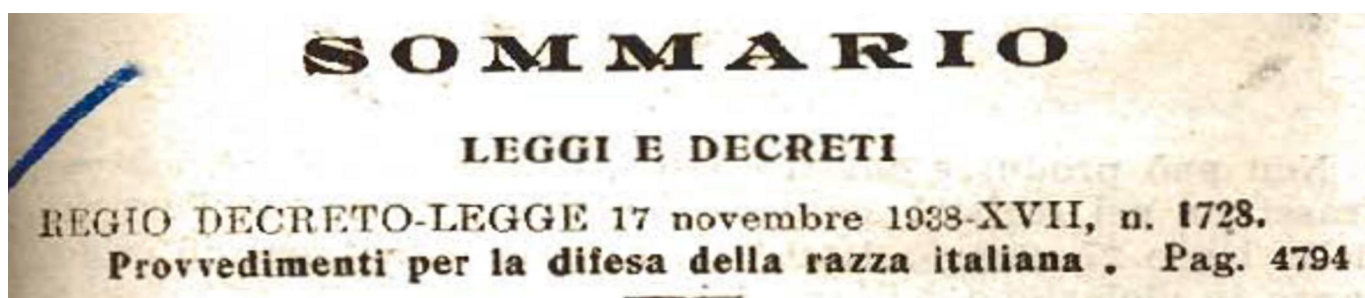 SOMMARIO
LEGGI E DECRETI
REGIO DECRETO-LEGGE 17 novembre 1938-XVII, n. 1728.
Provvedimenti per la difesa della razza italiana . Pag. 4794